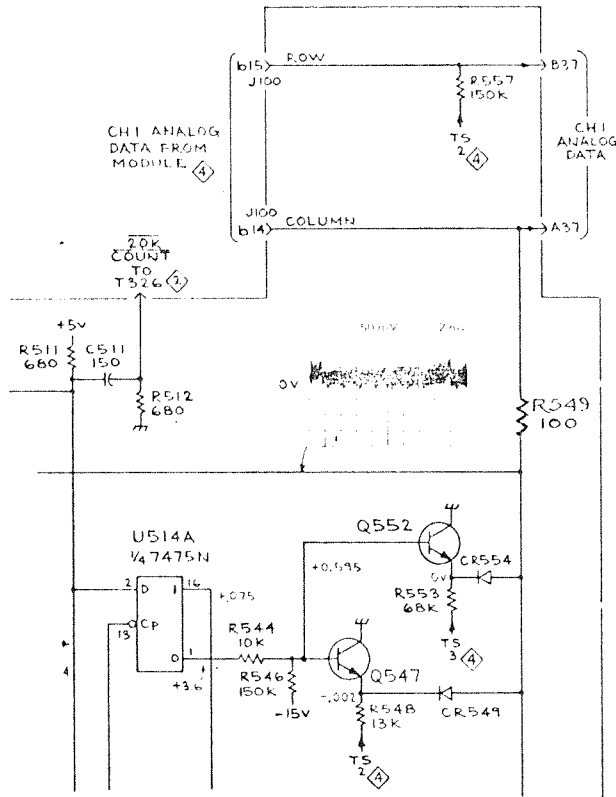 b15
J100
ROW
R557
150K
TS
2
4
B37
CH1 ANALOG
DATA FROM
MODULE
4
CH1
ANALOG
DATA
J100
b14
COLUMN
A37
20K
COUNT
TO
T326
2
+5V
R511
680
C511
150
R512
680
0V
R549
100
U514A
1/4 7475N
2
D
1
16
+.075
13
Cp
0
1
+3.6
R544
10K
R546
150K
-15V
Q552
+0.595
0V
CR554
R553
68K
TS
3
4
Q547
-.002
R548
13K
CR549
TS
2
4
4